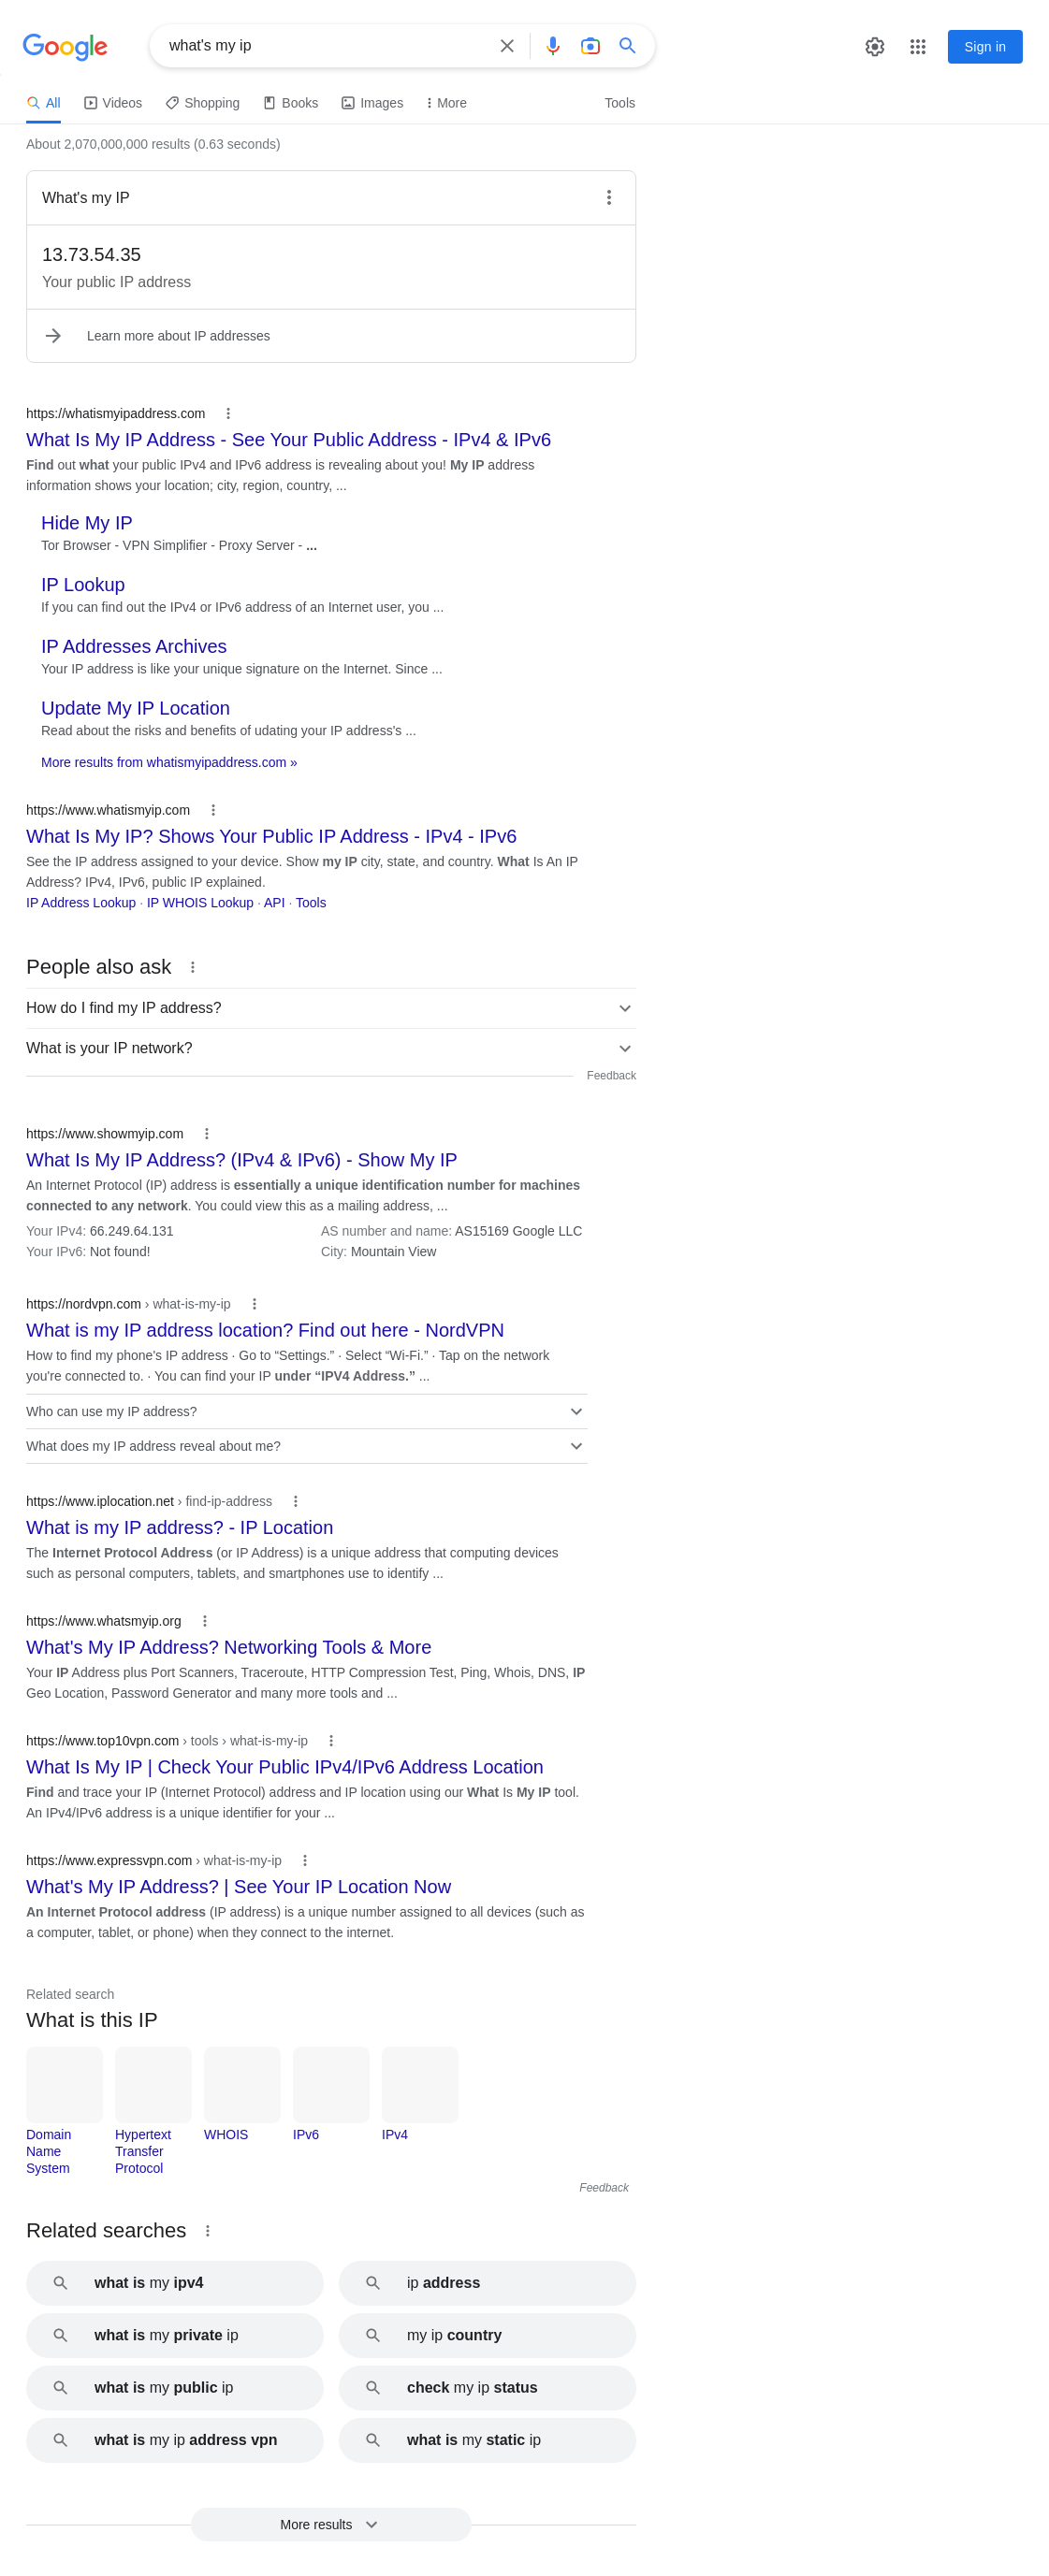 Google
what's my ip
Sign in
All
Videos
Shopping
Books
Images
More
Tools
About 2,070,000,000 results (0.63 seconds)
What's my IP
13.73.54.35
Your public IP address
Learn more about IP addresses
https://whatismyipaddress.com
What Is My IP Address - See Your Public Address - IPv4 & IPv6
Find out what your public IPv4 and IPv6 address is revealing about you! My IP address
information shows your location; city, region, country, ...
Hide My IP
Tor Browser - VPN Simplifier - Proxy Server - ...
IP Lookup
If you can find out the IPv4 or IPv6 address of an Internet user, you ...
IP Addresses Archives
Your IP address is like your unique signature on the Internet. Since ...
Update My IP Location
Read about the risks and benefits of udating your IP address's ...
More results from whatismyipaddress.com »
https://www.whatismyip.com
What Is My IP? Shows Your Public IP Address - IPv4 - IPv6
See the IP address assigned to your device. Show my IP city, state, and country. What Is An IP
Address? IPv4, IPv6, public IP explained.
IP Address Lookup · IP WHOIS Lookup · API · Tools
People also ask
How do I find my IP address?
What is your IP network?
Feedback
https://www.showmyip.com
What Is My IP Address? (IPv4 & IPv6) - Show My IP
An Internet Protocol (IP) address is essentially a unique identification number for machines
connected to any network. You could view this as a mailing address, ...
Your IPv4: 66.249.64.131 AS number and name: AS15169 Google LLC
Your IPv6: Not found! City: Mountain View
https://nordvpn.com › what-is-my-ip
What is my IP address location? Find out here - NordVPN
How to find my phone's IP address · Go to “Settings.” · Select “Wi-Fi.” · Tap on the network
you're connected to. · You can find your IP under “IPV4 Address.” ...
Who can use my IP address?
What does my IP address reveal about me?
https://www.iplocation.net › find-ip-address
What is my IP address? - IP Location
The Internet Protocol Address (or IP Address) is a unique address that computing devices
such as personal computers, tablets, and smartphones use to identify ...
https://www.whatsmyip.org
What's My IP Address? Networking Tools & More
Your IP Address plus Port Scanners, Traceroute, HTTP Compression Test, Ping, Whois, DNS, IP
Geo Location, Password Generator and many more tools and ...
https://www.top10vpn.com › tools › what-is-my-ip
What Is My IP | Check Your Public IPv4/IPv6 Address Location
Find and trace your IP (Internet Protocol) address and IP location using our What Is My IP tool.
An IPv4/IPv6 address is a unique identifier for your ...
https://www.expressvpn.com › what-is-my-ip
What's My IP Address? | See Your IP Location Now
An Internet Protocol address (IP address) is a unique number assigned to all devices (such as
a computer, tablet, or phone) when they connect to the internet.
Related search
What is this IP
Domain
Name
System
Hypertext
Transfer
Protocol
WHOIS
IPv6
IPv4
Feedback
Related searches
what is my ipv4
ip address
what is my private ip
my ip country
what is my public ip
check my ip status
what is my ip address vpn
what is my static ip
More results